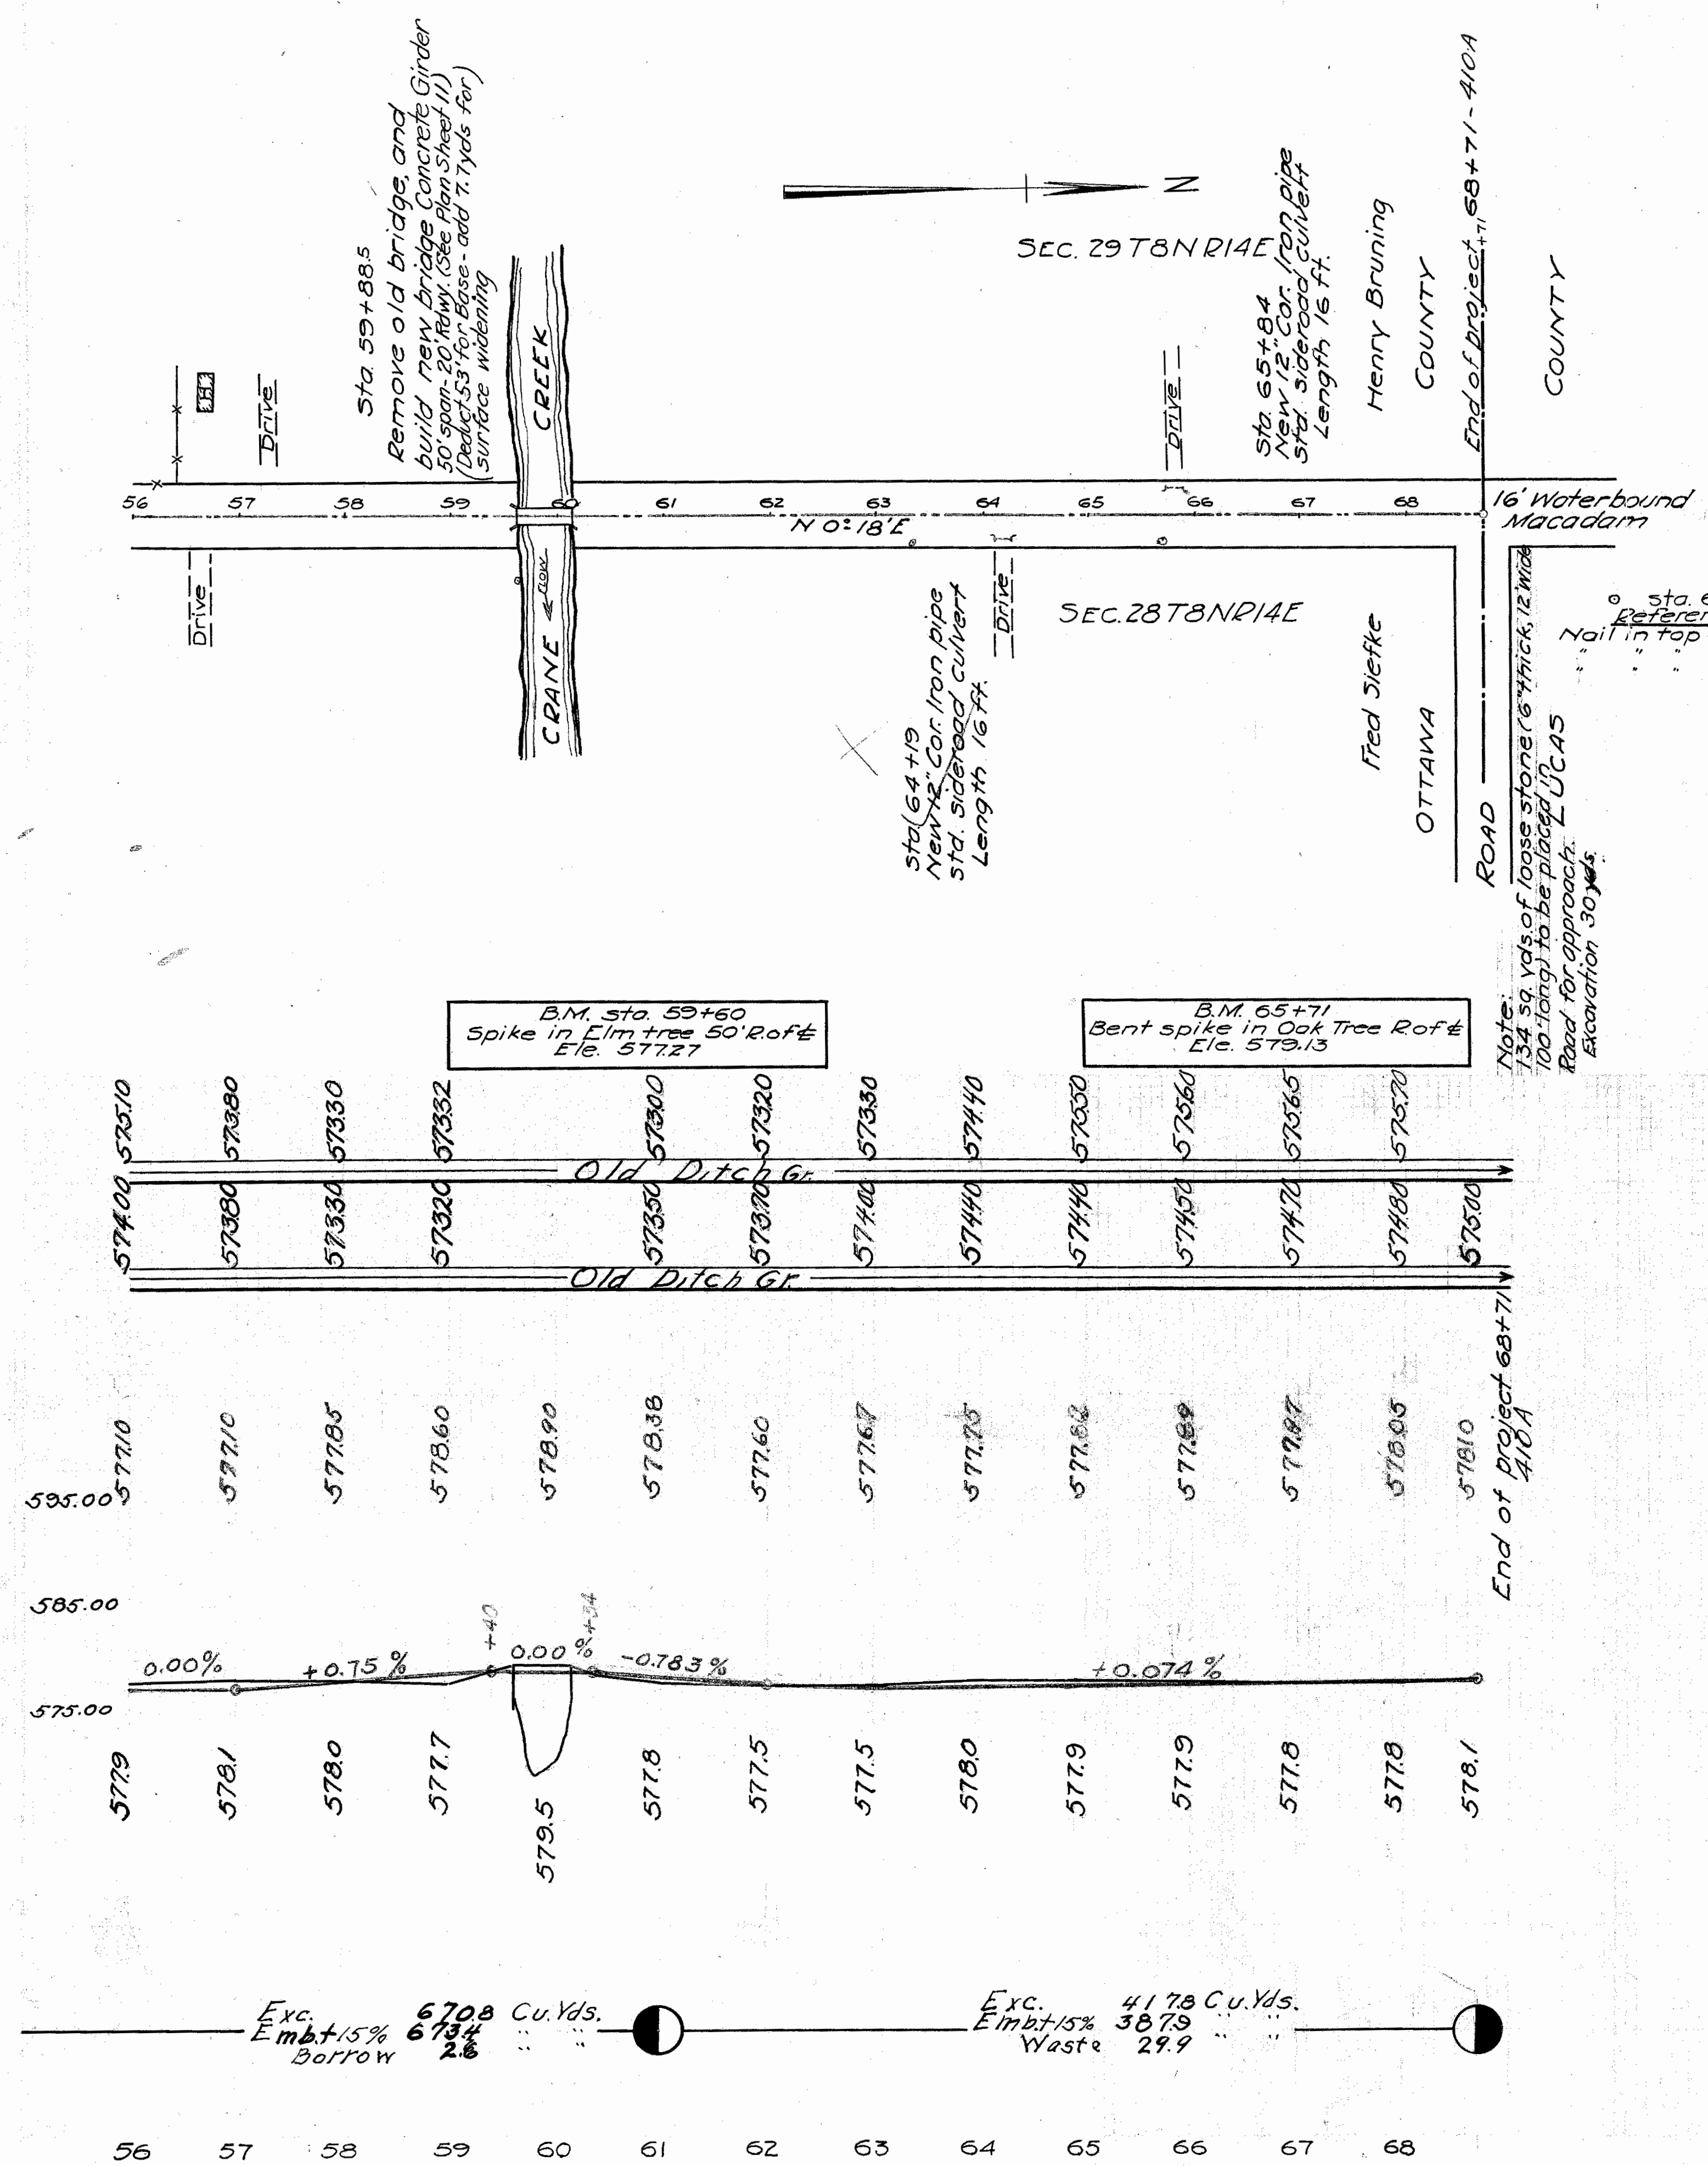 Sta. 59+88.5
Remove old bridge, and
build new bridge Concrete Girder
50' span-20' Rdwy. (See Plan Sheet 11)
(Deduct 53' for Base-add 7.7yds for)
(surface widening
N
SEC. 29 T8N R14E
Sta. 65+84
New 12" Cor. Iron pipe
std. sideroad culvert
Length 16 ft.
Henry Bruning
COUNTY
End of project 68+71-410A
+71
COUNTY
Drive
CREEK
Drive
56 57 58 59 60 61 62 63 64 65 66 67 68
N 0° 18' E
16' Waterbound
Macadam
Drive
Flow
CRANE
Drive
SEC. 28 T8N R14E
Fred Siefke
OTTAWA
ROAD
LUCAS
Sta. 6
Referen
Nail in top
" " "
" " "
Sta. 64+19
New 12" Cor. Iron pipe
std. sideroad culvert
Length 16 ft.
Note:
134 sq. yds. of loose stone (6" thick, 12' wide
100' long) to be placed in
Road for approach.
Excavation 30 yds.
B.M. sta. 59+60
Spike in Elm tree 50' R. of ℄
Ele. 577.27
B.M. 65+71
Bent spike in Oak Tree R. of ℄
Ele. 579.13
575.10 573.80 573.30 573.32 573.00 573.20 573.30 574.40 575.50 575.60 575.65 575.70
Old Ditch Gr.
574.00 573.80 573.30 573.20 573.50 573.70 574.00 574.40 574.40 574.50 574.70 574.80 575.00
Old Ditch Gr.
End of project 68+71
410A
577.10 577.10 577.85 578.60 578.90 578.38 577.60 577.67 577.75 577.82 577.89 577.97 578.05 578.10
595.00
585.00
+40 +34
0.00% +0.75% 0.00% -0.783% +0.074%
575.00
577.9 578.1 578.0 577.7 579.5 577.8 577.5 577.5 578.0 577.9 577.9 577.8 577.8 578.1
Exc. 670.8 Cu. Yds.
Emb.+15% 673.4 " "
Borrow 2.6 " "
Exc. 417.8 Cu. Yds.
Emb.+15% 387.9 " "
Waste 29.9
56 57 58 59 60 61 62 63 64 65 66 67 68